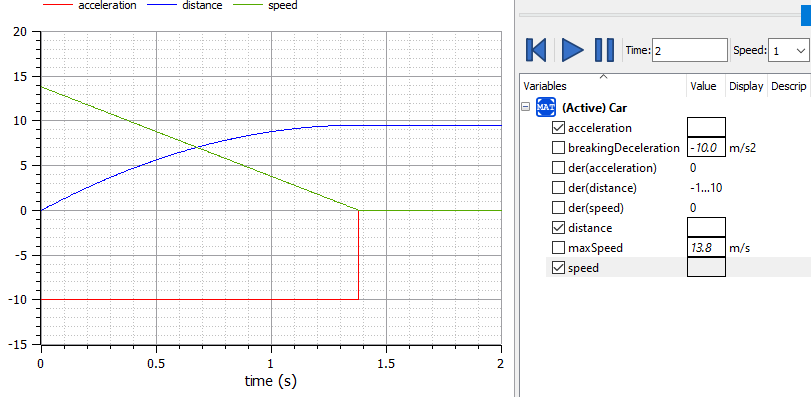 acceleration distance speed
20
15
10
5
0
-5
-10
-15
0 0.5 1 1.5 2
time (s)
Time: 2 Speed: 1
Variables Value Display Descrip
MAT (Active) Car
acceleration
breakingDeceleration -10.0 m/s2
der(acceleration) 0
der(distance) -1...10
der(speed) 0
distance
maxSpeed 13.8 m/s
speed